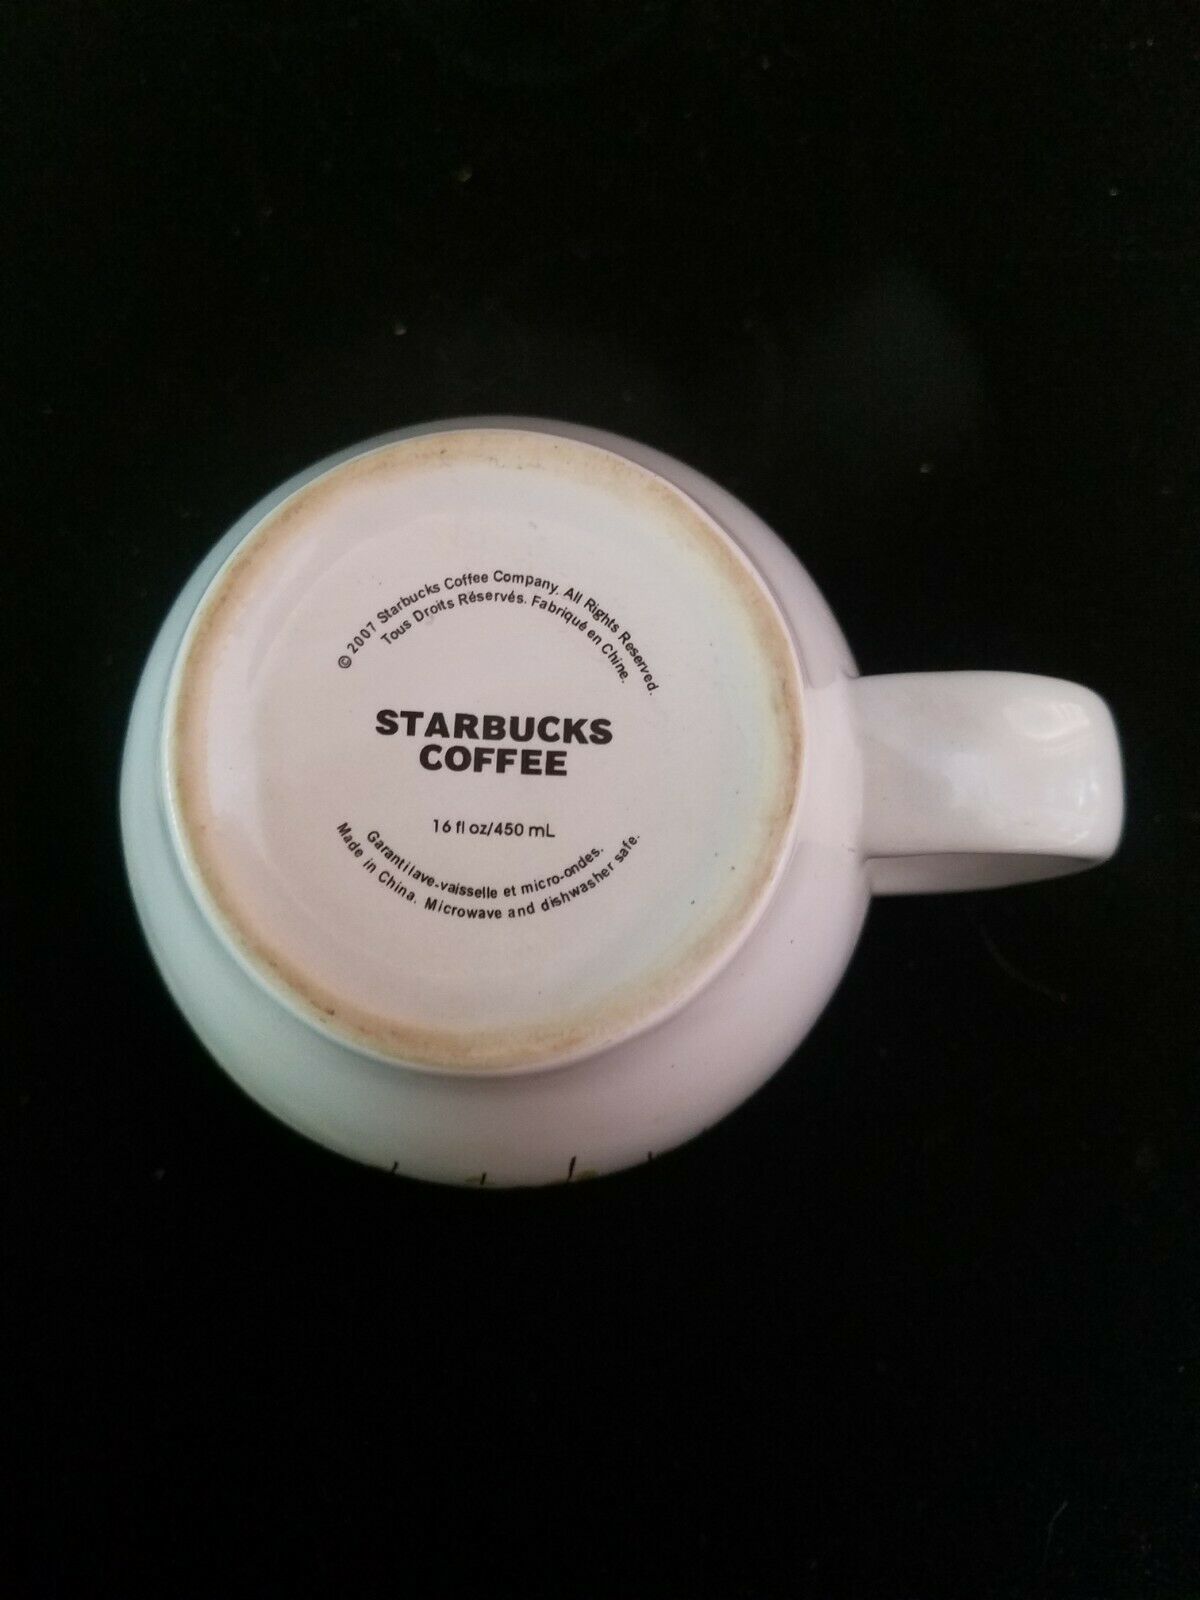 © 2007 Starbucks Coffee Company. All Rights Reserved.
Tous Droits Réservés. Fabriqué en Chine.
STARBUCKS
COFFEE
16 fl oz/450 mL
Garanti lave-vaisselle et micro-ondes.
Made in China. Microwave and dishwasher safe.